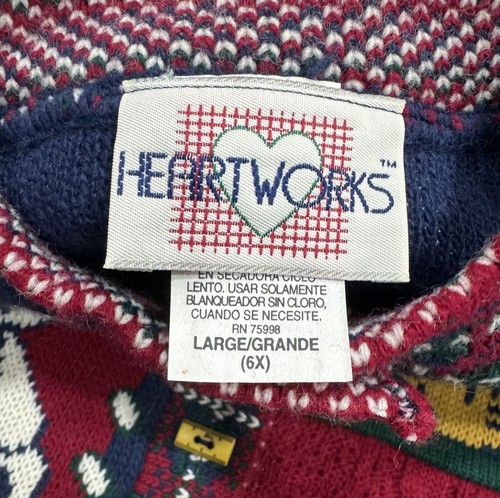 HEARTWORKS™
EN SECADORA CICLO
LENTO. USAR SOLAMENTE
BLANQUEADOR SIN CLORO,
CUANDO SE NECESITE.
RN 75998
LARGE/GRANDE
(6X)